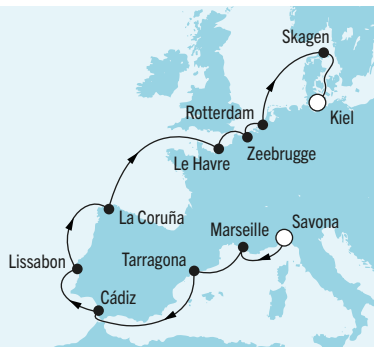 Skagen
Rotterdam
Kiel
Le Havre
Zeebrugge
La Coruña
Marseille
Savona
Lissabon
Tarragona
Cádiz